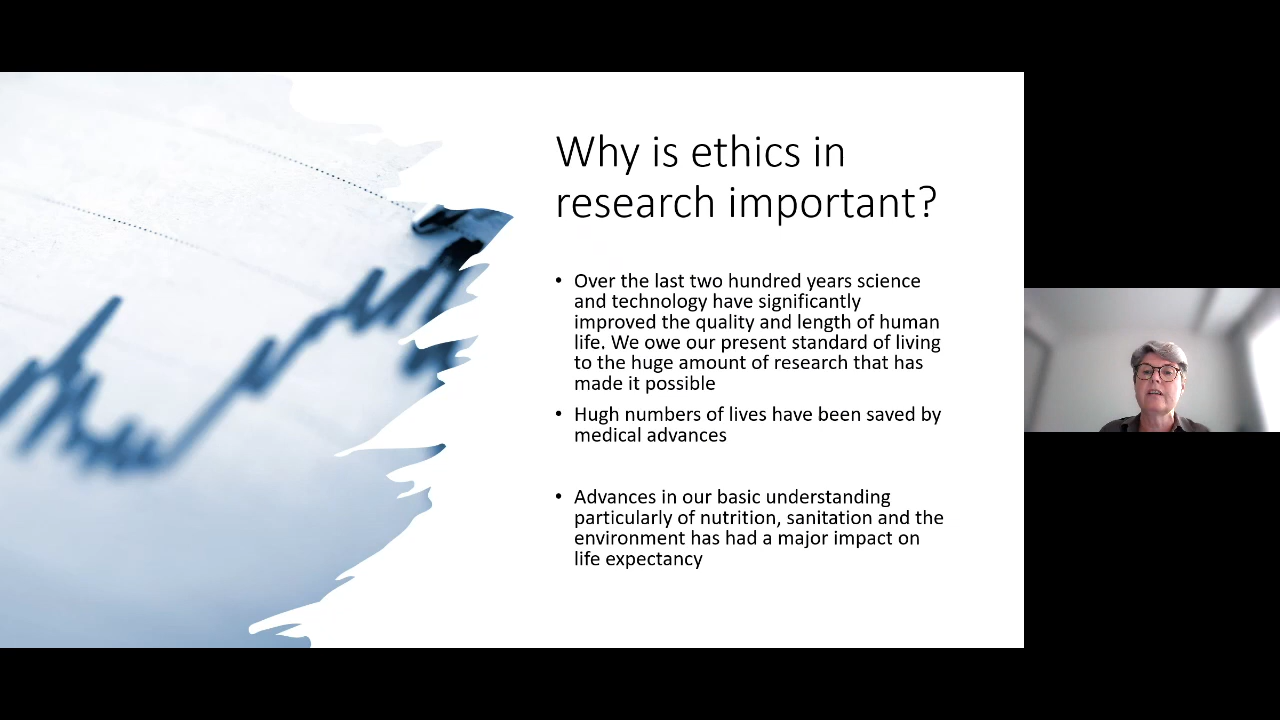 Why is ethics in
research important?
• Over the last two hundred years science
and technology have significantly
improved the quality and length of human
life. We owe our present standard of living
to the huge amount of research that has
made it possible
• Hugh numbers of lives have been saved by
medical advances
• Advances in our basic understanding
particularly of nutrition, sanitation and the
environment has had a major impact on
life expectancy